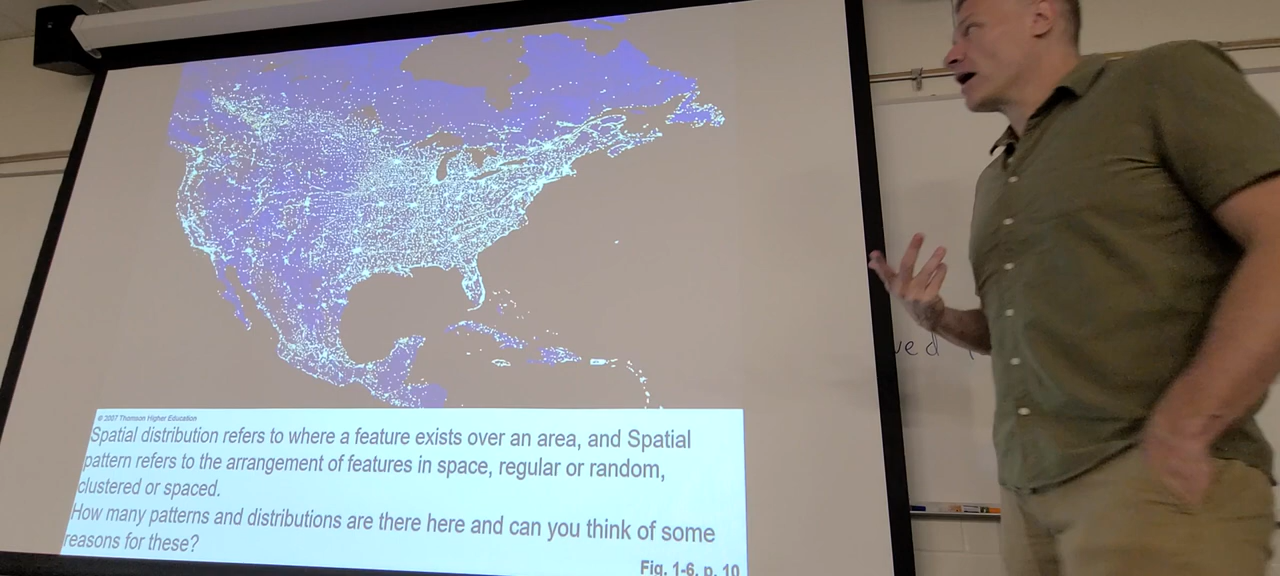 © 2007 Thomson Higher Education
Spatial distribution refers to where a feature exists over an area, and Spatial
pattern refers to the arrangement of features in space, regular or random,
clustered or spaced.
How many patterns and distributions are there here and can you think of some
reasons for these?
Fig. 1-6, p. 10